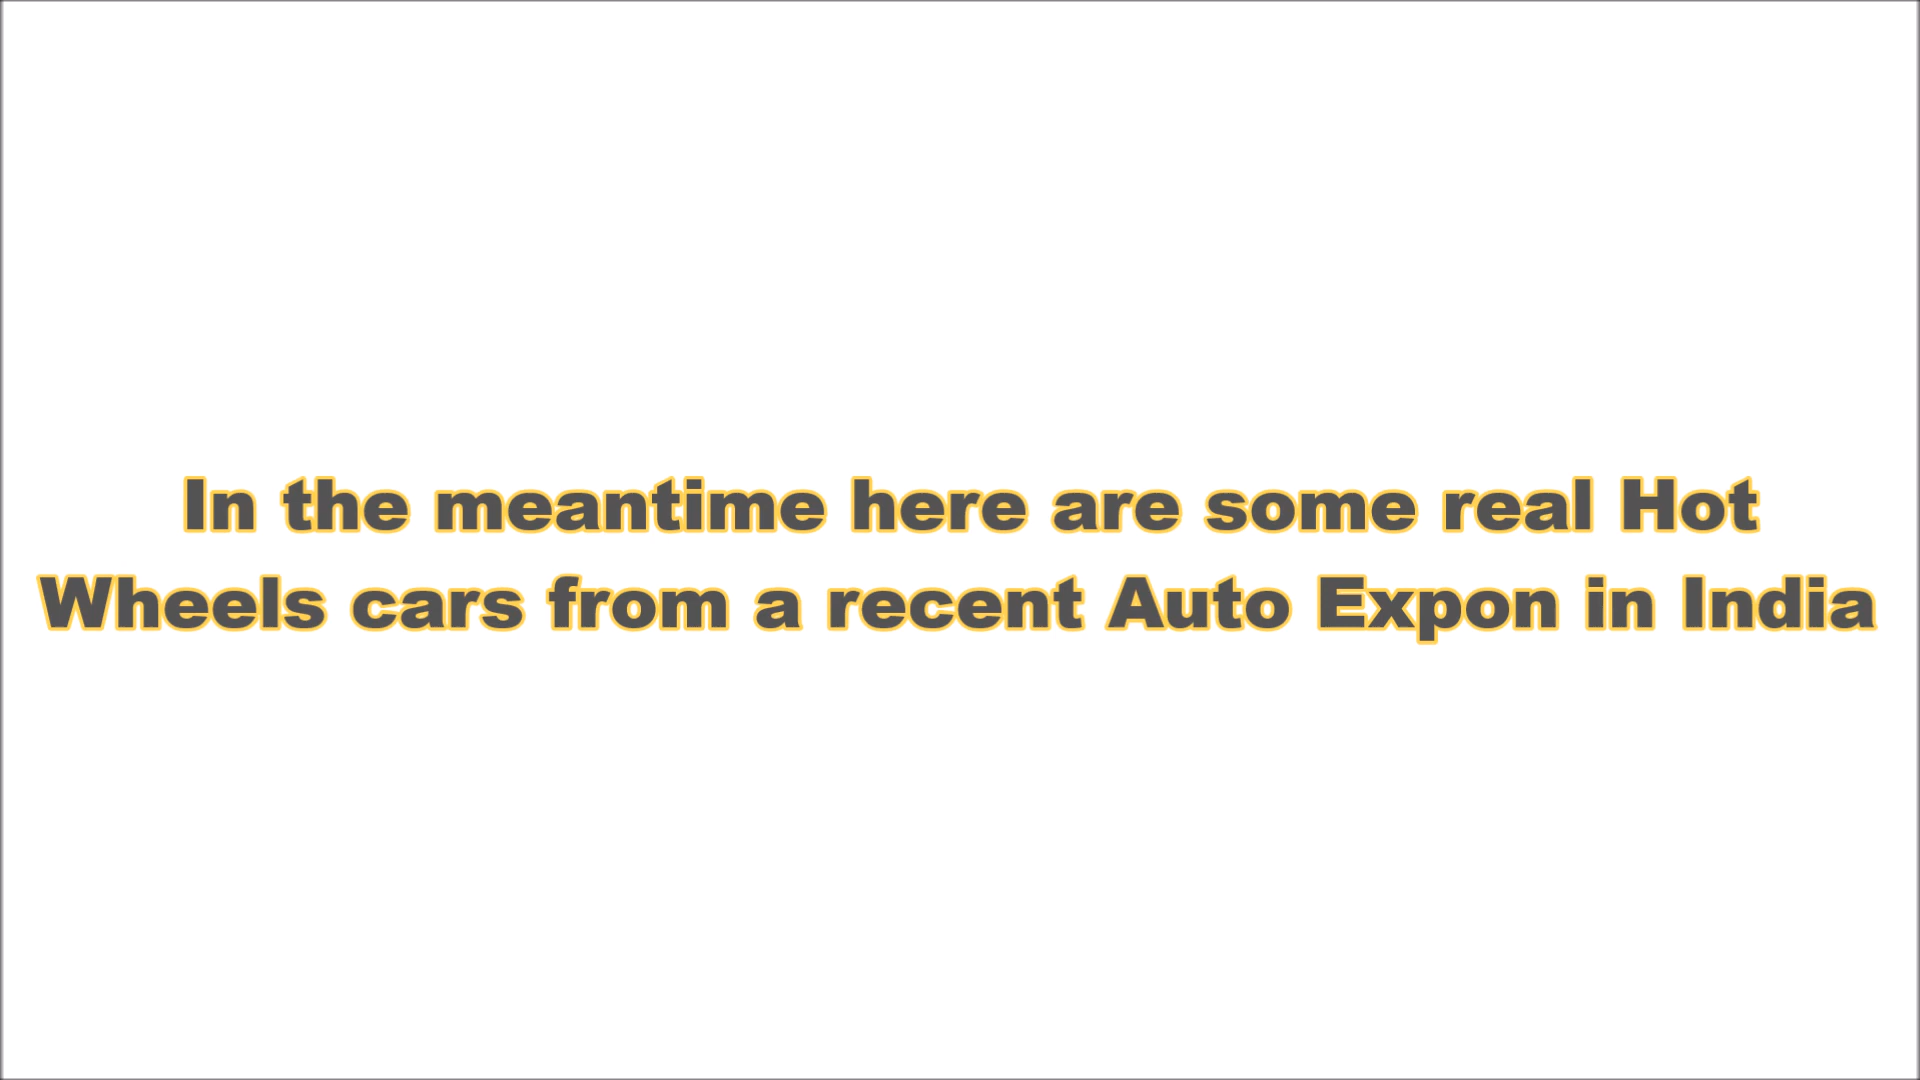 In the meantime here are some real Hot
Wheels cars from a recent Auto Expon in India